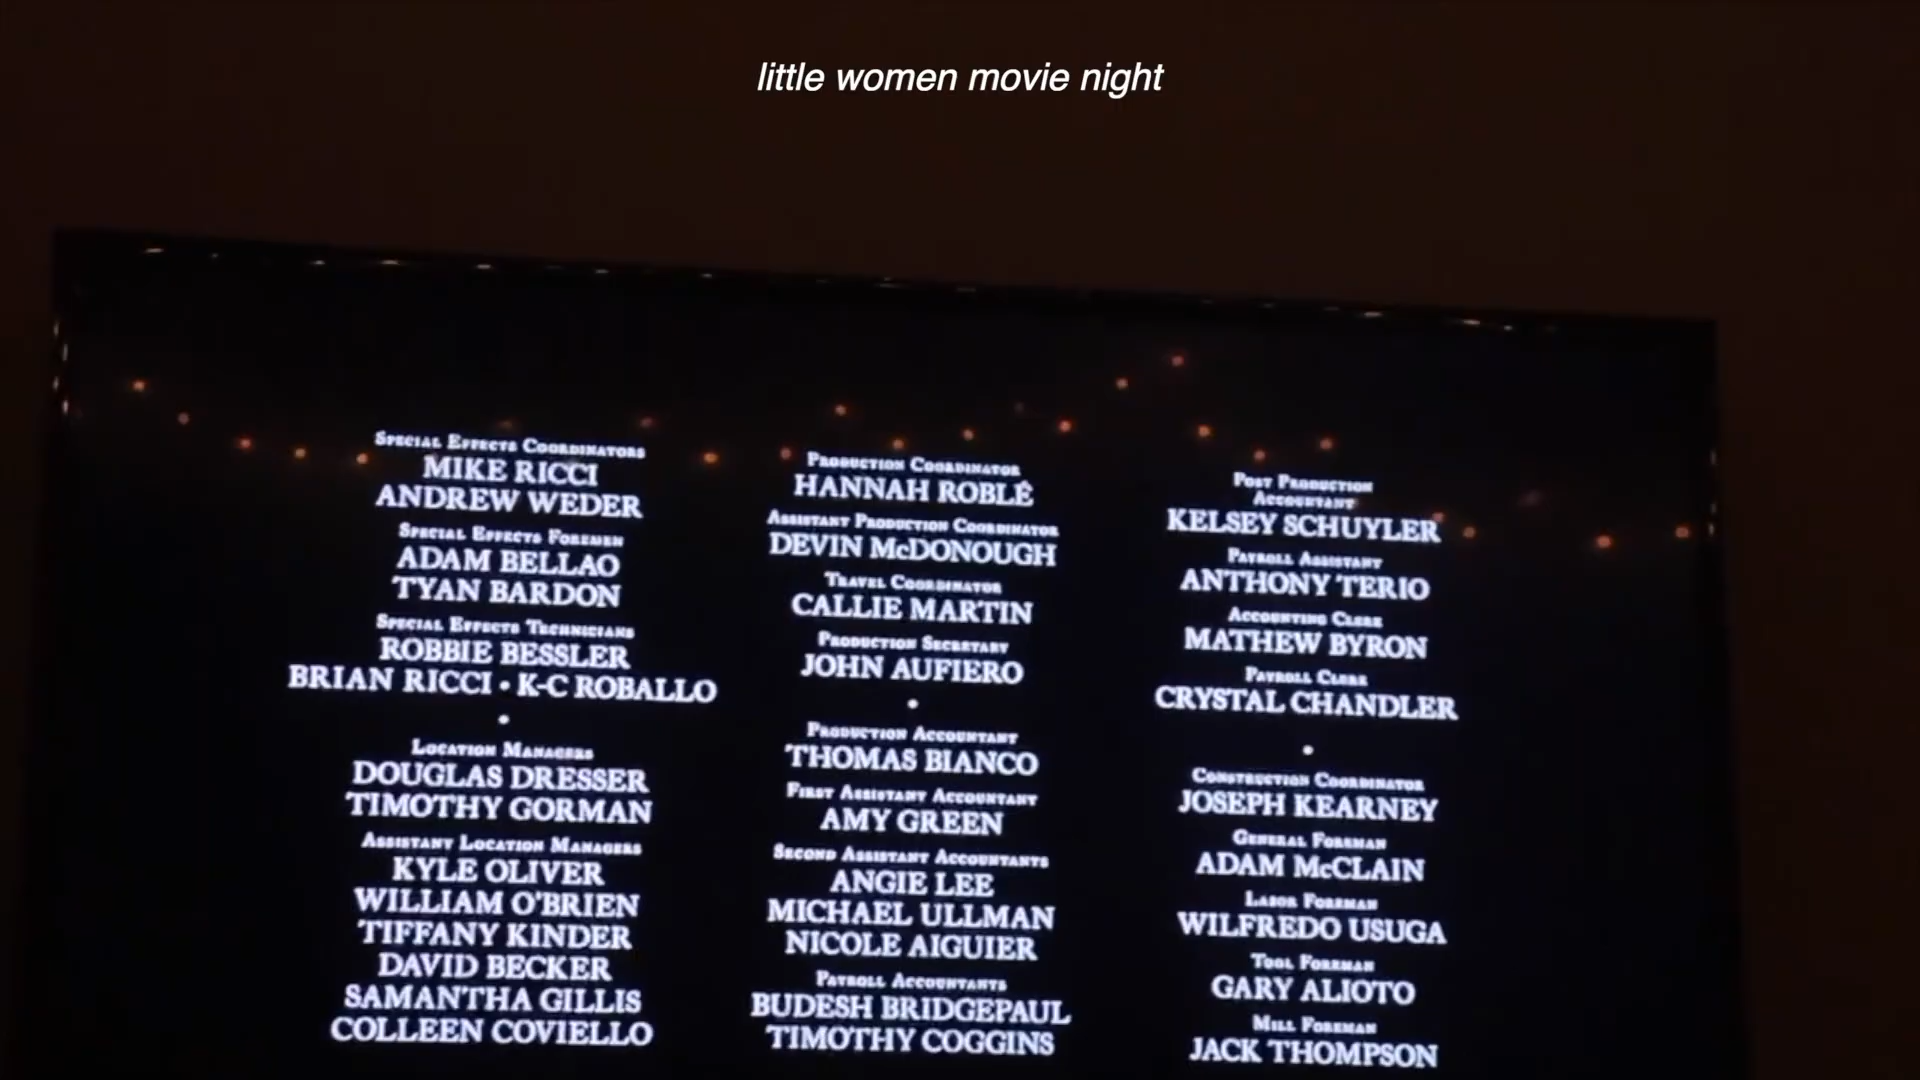 little women movie night
SPECIAL EFFECTS COORDINATORS
MIKE RICCI
ANDREW WEDER
SPECIAL EFFECTS FOREMEN
ADAM BELLAO
TYAN BARDON
SPECIAL EFFECTS TECHNICIANS
ROBBIE BESSLER
BRIAN RICCI • K-C ROBALLO
•
LOCATION MANAGERS
DOUGLAS DRESSER
TIMOTHY GORMAN
ASSISTANT LOCATION MANAGERS
KYLE OLIVER
WILLIAM O'BRIEN
TIFFANY KINDER
DAVID BECKER
SAMANTHA GILLIS
COLLEEN COVIELLO
PRODUCTION COORDINATOR
HANNAH ROBLÉ
ASSISTANT PRODUCTION COORDINATOR
DEVIN McDONOUGH
TRAVEL COORDINATOR
CALLIE MARTIN
PRODUCTION SECRETARY
JOHN AUFIERO
•
PRODUCTION ACCOUNTANT
THOMAS BIANCO
FIRST ASSISTANT ACCOUNTANT
AMY GREEN
SECOND ASSISTANT ACCOUNTANTS
ANGIE LEE
MICHAEL ULLMAN
NICOLE AIGUIER
PAYROLL ACCOUNTANTS
BUDESH BRIDGEPAUL
TIMOTHY COGGINS
POST PRODUCTION
ACCOUNTANT
KELSEY SCHUYLER
PAYROLL ASSISTANT
ANTHONY TERIO
ACCOUNTING CLERK
MATHEW BYRON
PAYROLL CLERK
CRYSTAL CHANDLER
•
CONSTRUCTION COORDINATOR
JOSEPH KEARNEY
GENERAL FOREMAN
ADAM McCLAIN
LABOR FOREMAN
WILFREDO USUGA
TOOL FOREMAN
GARY ALIOTO
MILL FOREMAN
JACK THOMPSON